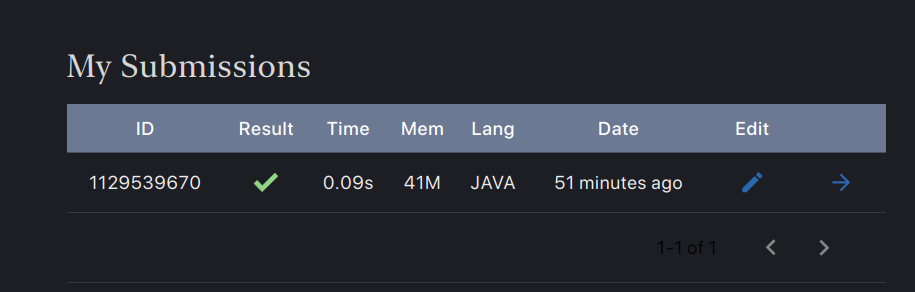 My Submissions
ID Result Time Mem Lang Date Edit
1129539670 0.09s 41M JAVA 51 minutes ago
1-1 of 1